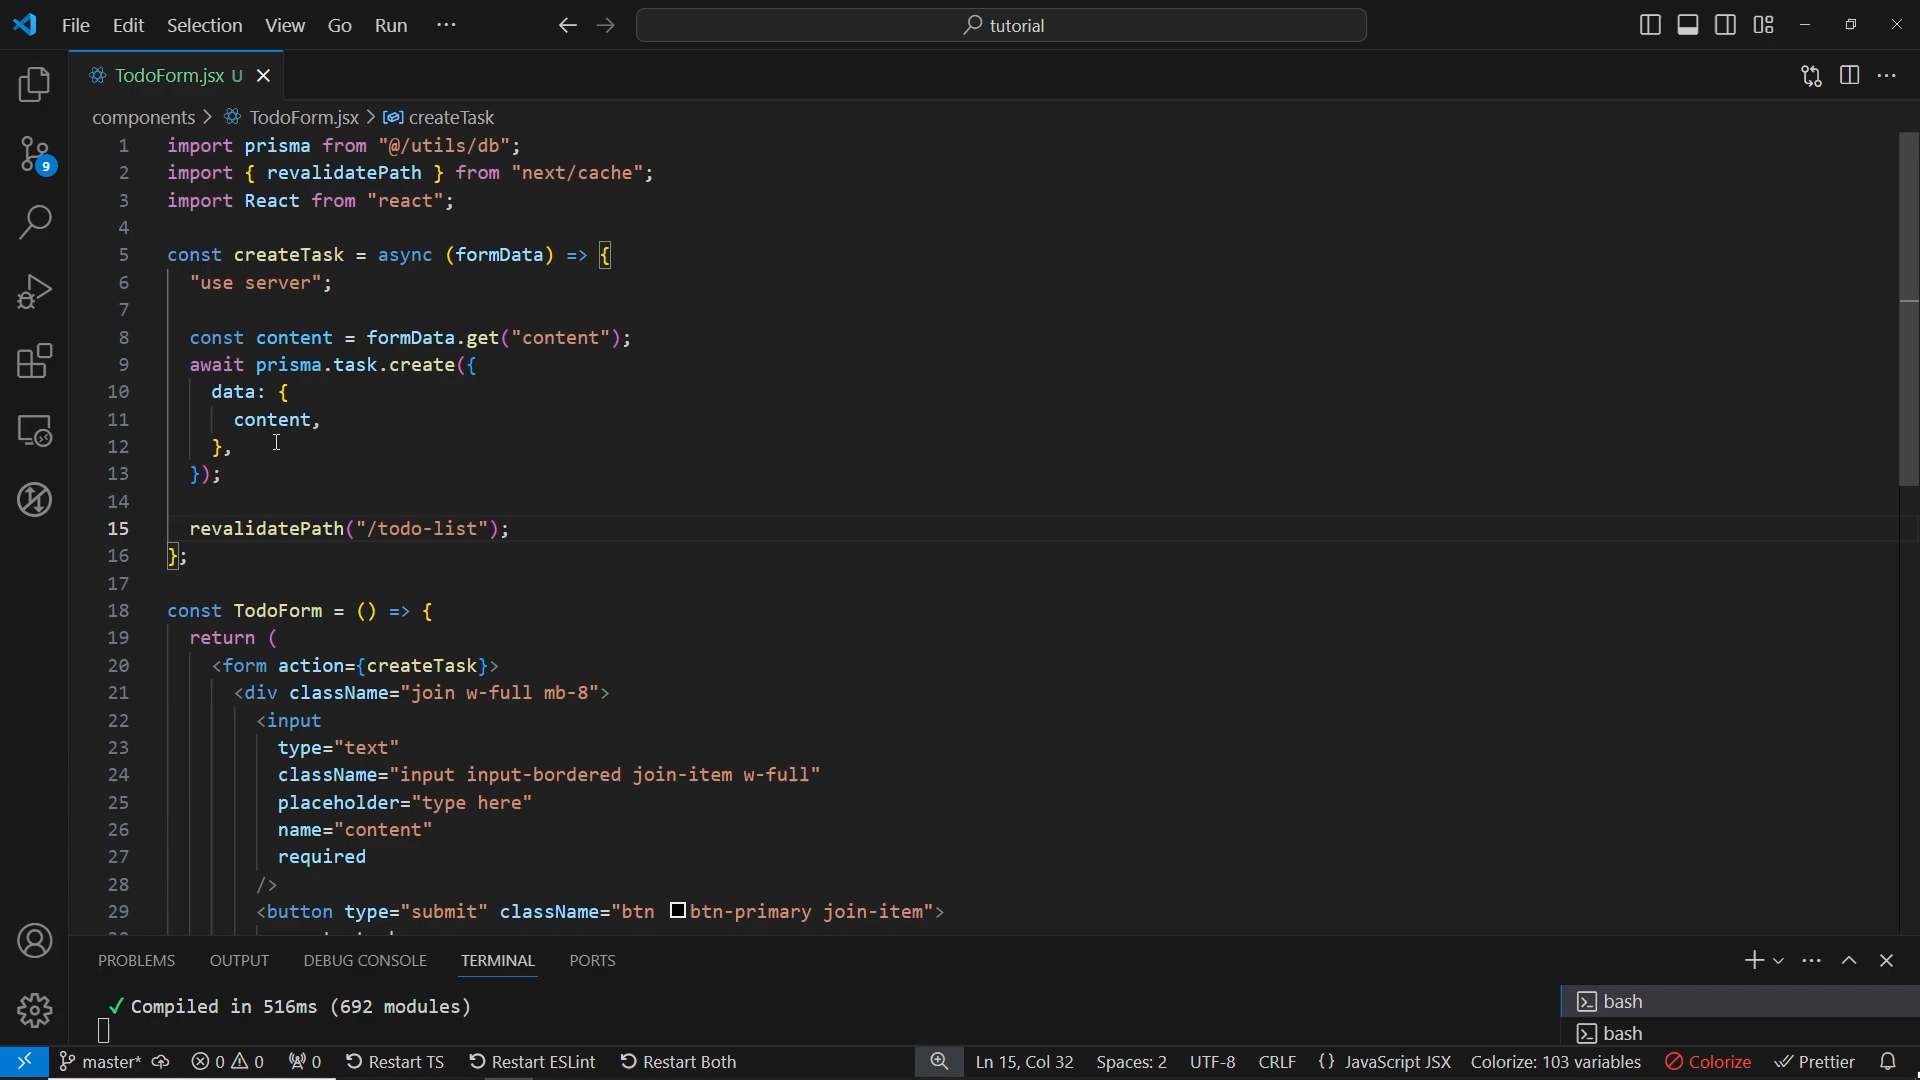 File Edit Selection View Go Run ··· tutorial
TodoForm.jsx U
components > TodoForm.jsx > createTask
1 import prisma from "@/utils/db";
2 import { revalidatePath } from "next/cache";
3 import React from "react";
4
5 const createTask = async (formData) => {
6 "use server";
7
8 const content = formData.get("content");
9 await prisma.task.create({
10 data: {
11 content,
12 },
13 });
14
15 revalidatePath("/todo-list");
16 };
17
18 const TodoForm = () => {
19 return (
20 <form action={createTask}>
21 <div className="join w-full mb-8">
22 <input
23 type="text"
24 className="input input-bordered join-item w-full"
25 placeholder="type here"
26 name="content"
27 required
28 />
29 <button type="submit" className="btn btn-primary join-item">
PROBLEMS OUTPUT DEBUG CONSOLE TERMINAL PORTS
✓ Compiled in 516ms (692 modules)
bash
bash
9
master* 0 0 0 Restart TS Restart ESLint Restart Both Ln 15, Col 32 Spaces: 2 UTF-8 CRLF {} JavaScript JSX Colorize: 103 variables Colorize Prettier